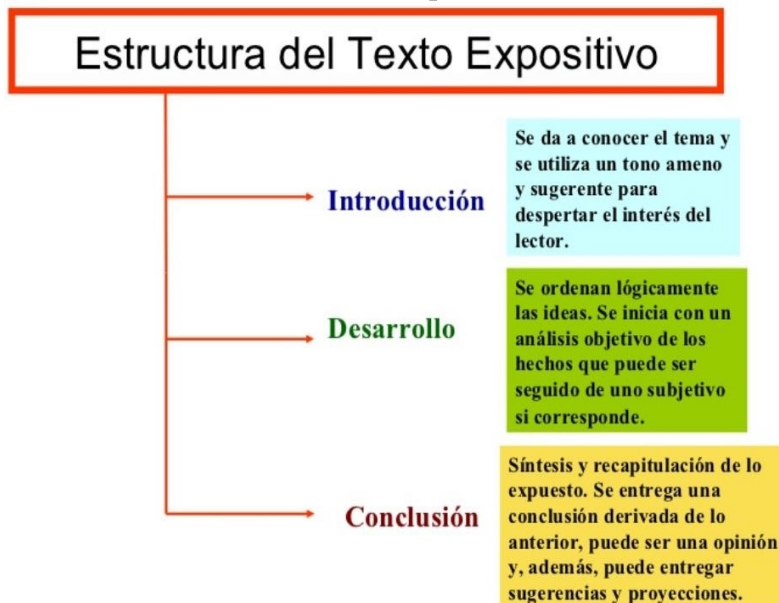 Estructura del Texto Expositivo
Introducción
Se da a conocer el tema y
se utiliza un tono ameno
y sugerente para
despertar el interés del
lector.
Desarrollo
Se ordenan lógicamente
las ideas. Se inicia con un
análisis objetivo de los
hechos que puede ser
seguido de uno subjetivo
si corresponde.
Conclusión
Síntesis y recapitulación de lo
expuesto. Se entrega una
conclusión derivada de lo
anterior, puede ser una opinión
y, además, puede entregar
sugerencias y proyecciones.